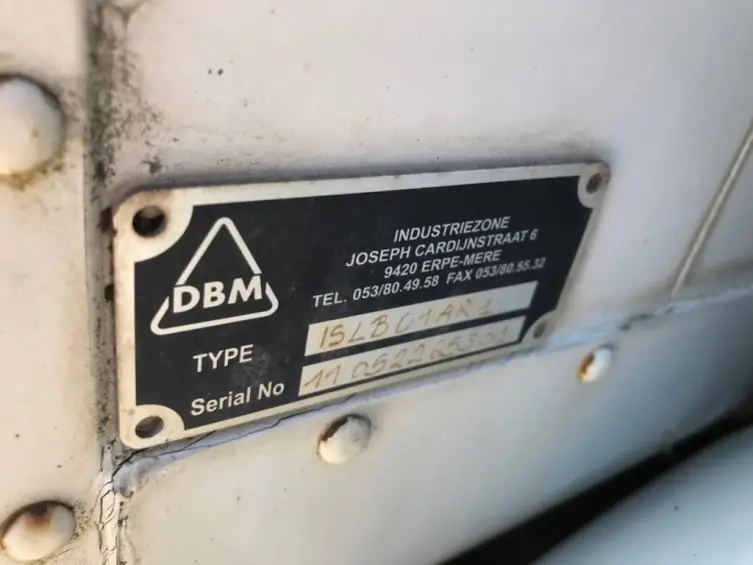 DBM
INDUSTRIEZONE
JOSEPH CARDIJNSTRAAT 6
9420 ERPE-MERE
TEL. 053/80.49.58 FAX 053/80.55.32
TYPE ISLB01AR1
Serial No 11052265301